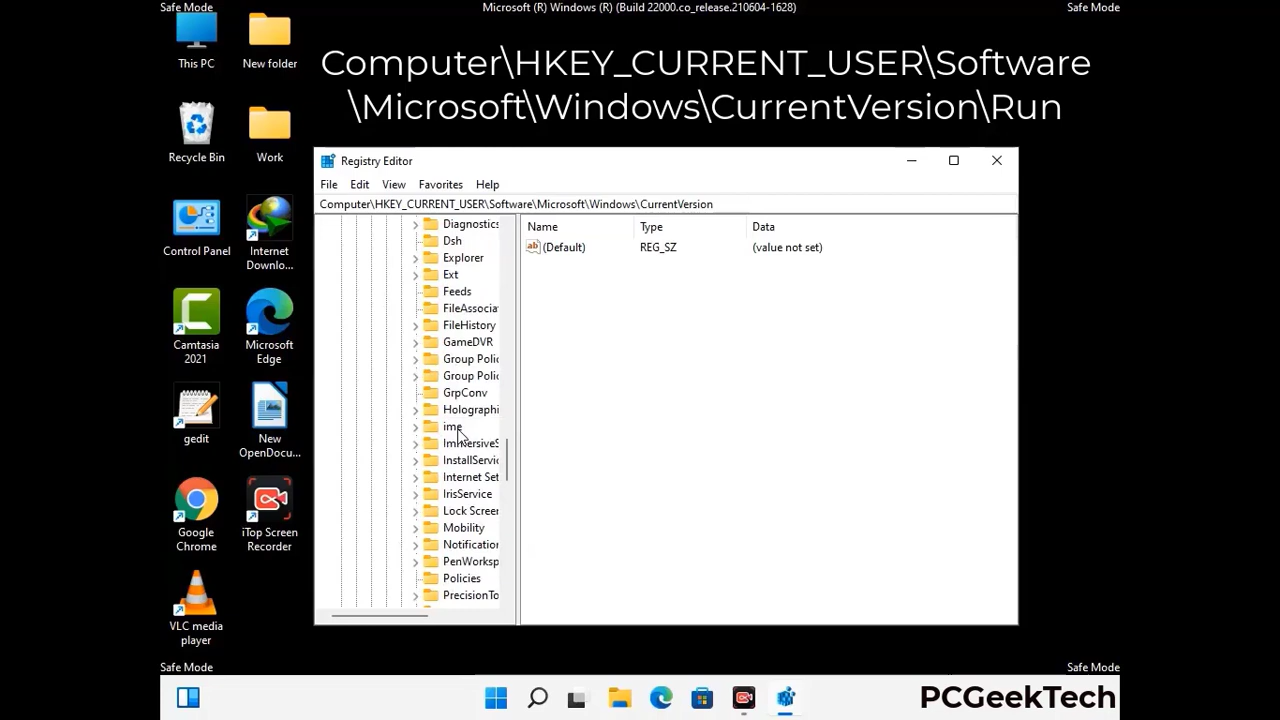 Safe Mode
Microsoft (R) Windows (R) (Build 22000.co_release.210604-1628)
Safe Mode
Computer\HKEY_CURRENT_USER\Software
\Microsoft\Windows\CurrentVersion\Run
This PC
New folder
Recycle Bin
Work
Control Panel
Internet
Downlo...
Camtasia
2021
Microsoft
Edge
gedit
New
OpenDocu...
Google
Chrome
iTop Screen
Recorder
VLC media
player
Registry Editor
File Edit View Favorites Help
Computer\HKEY_CURRENT_USER\Software\Microsoft\Windows\CurrentVersion
Diagnostics
Dsh
Explorer
Ext
Feeds
FileAssocia
FileHistory
GameDVR
Group Polic
Group Polic
GrpConv
Holographi
ime
ImmersiveS
InstallServic
Internet Set
IrisService
Lock Screen
Mobility
Notification
PenWorksp
Policies
PrecisionTo
Name Type Data
ab (Default) REG_SZ (value not set)
Safe Mode
Safe Mode
PCGeekTech